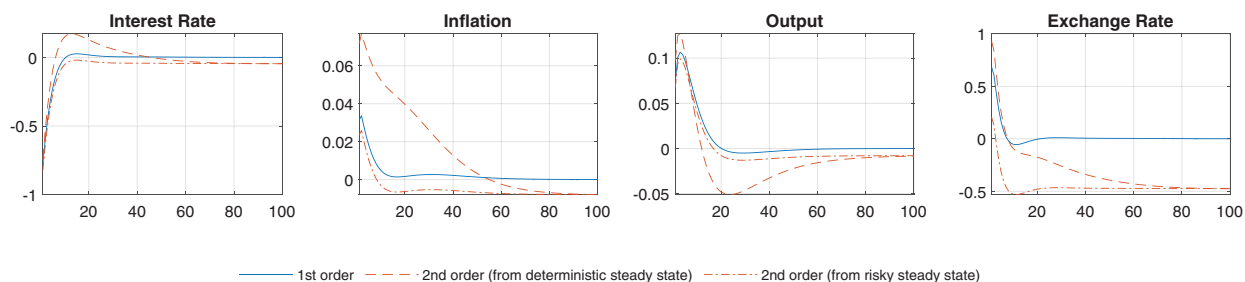 Interest Rate
0
-0.5
-1
20 40 60 80 100
Inflation
0.06
0.04
0.02
0
20 40 60 80 100
Output
0.1
0.05
0
-0.05
20 40 60 80 100
Exchange Rate
1
0.5
0
-0.5
20 40 60 80 100
1st order 2nd order (from deterministic steady state) 2nd order (from risky steady state)